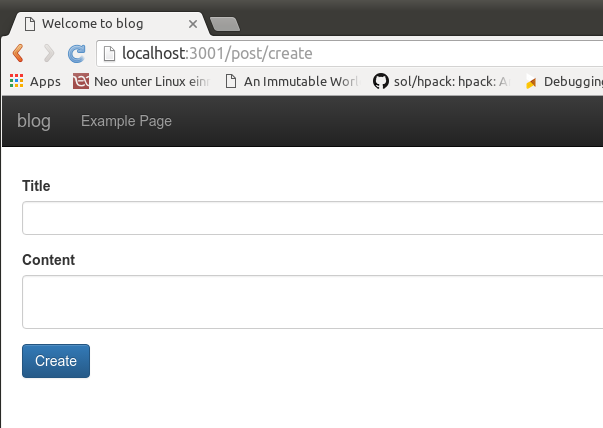 Welcome to blog
localhost:3001/post/create
Apps Neo unter Linux ein An Immutable Wor sol/hpack: hpack: A Debugging
blog Example Page
Title
Content
Create